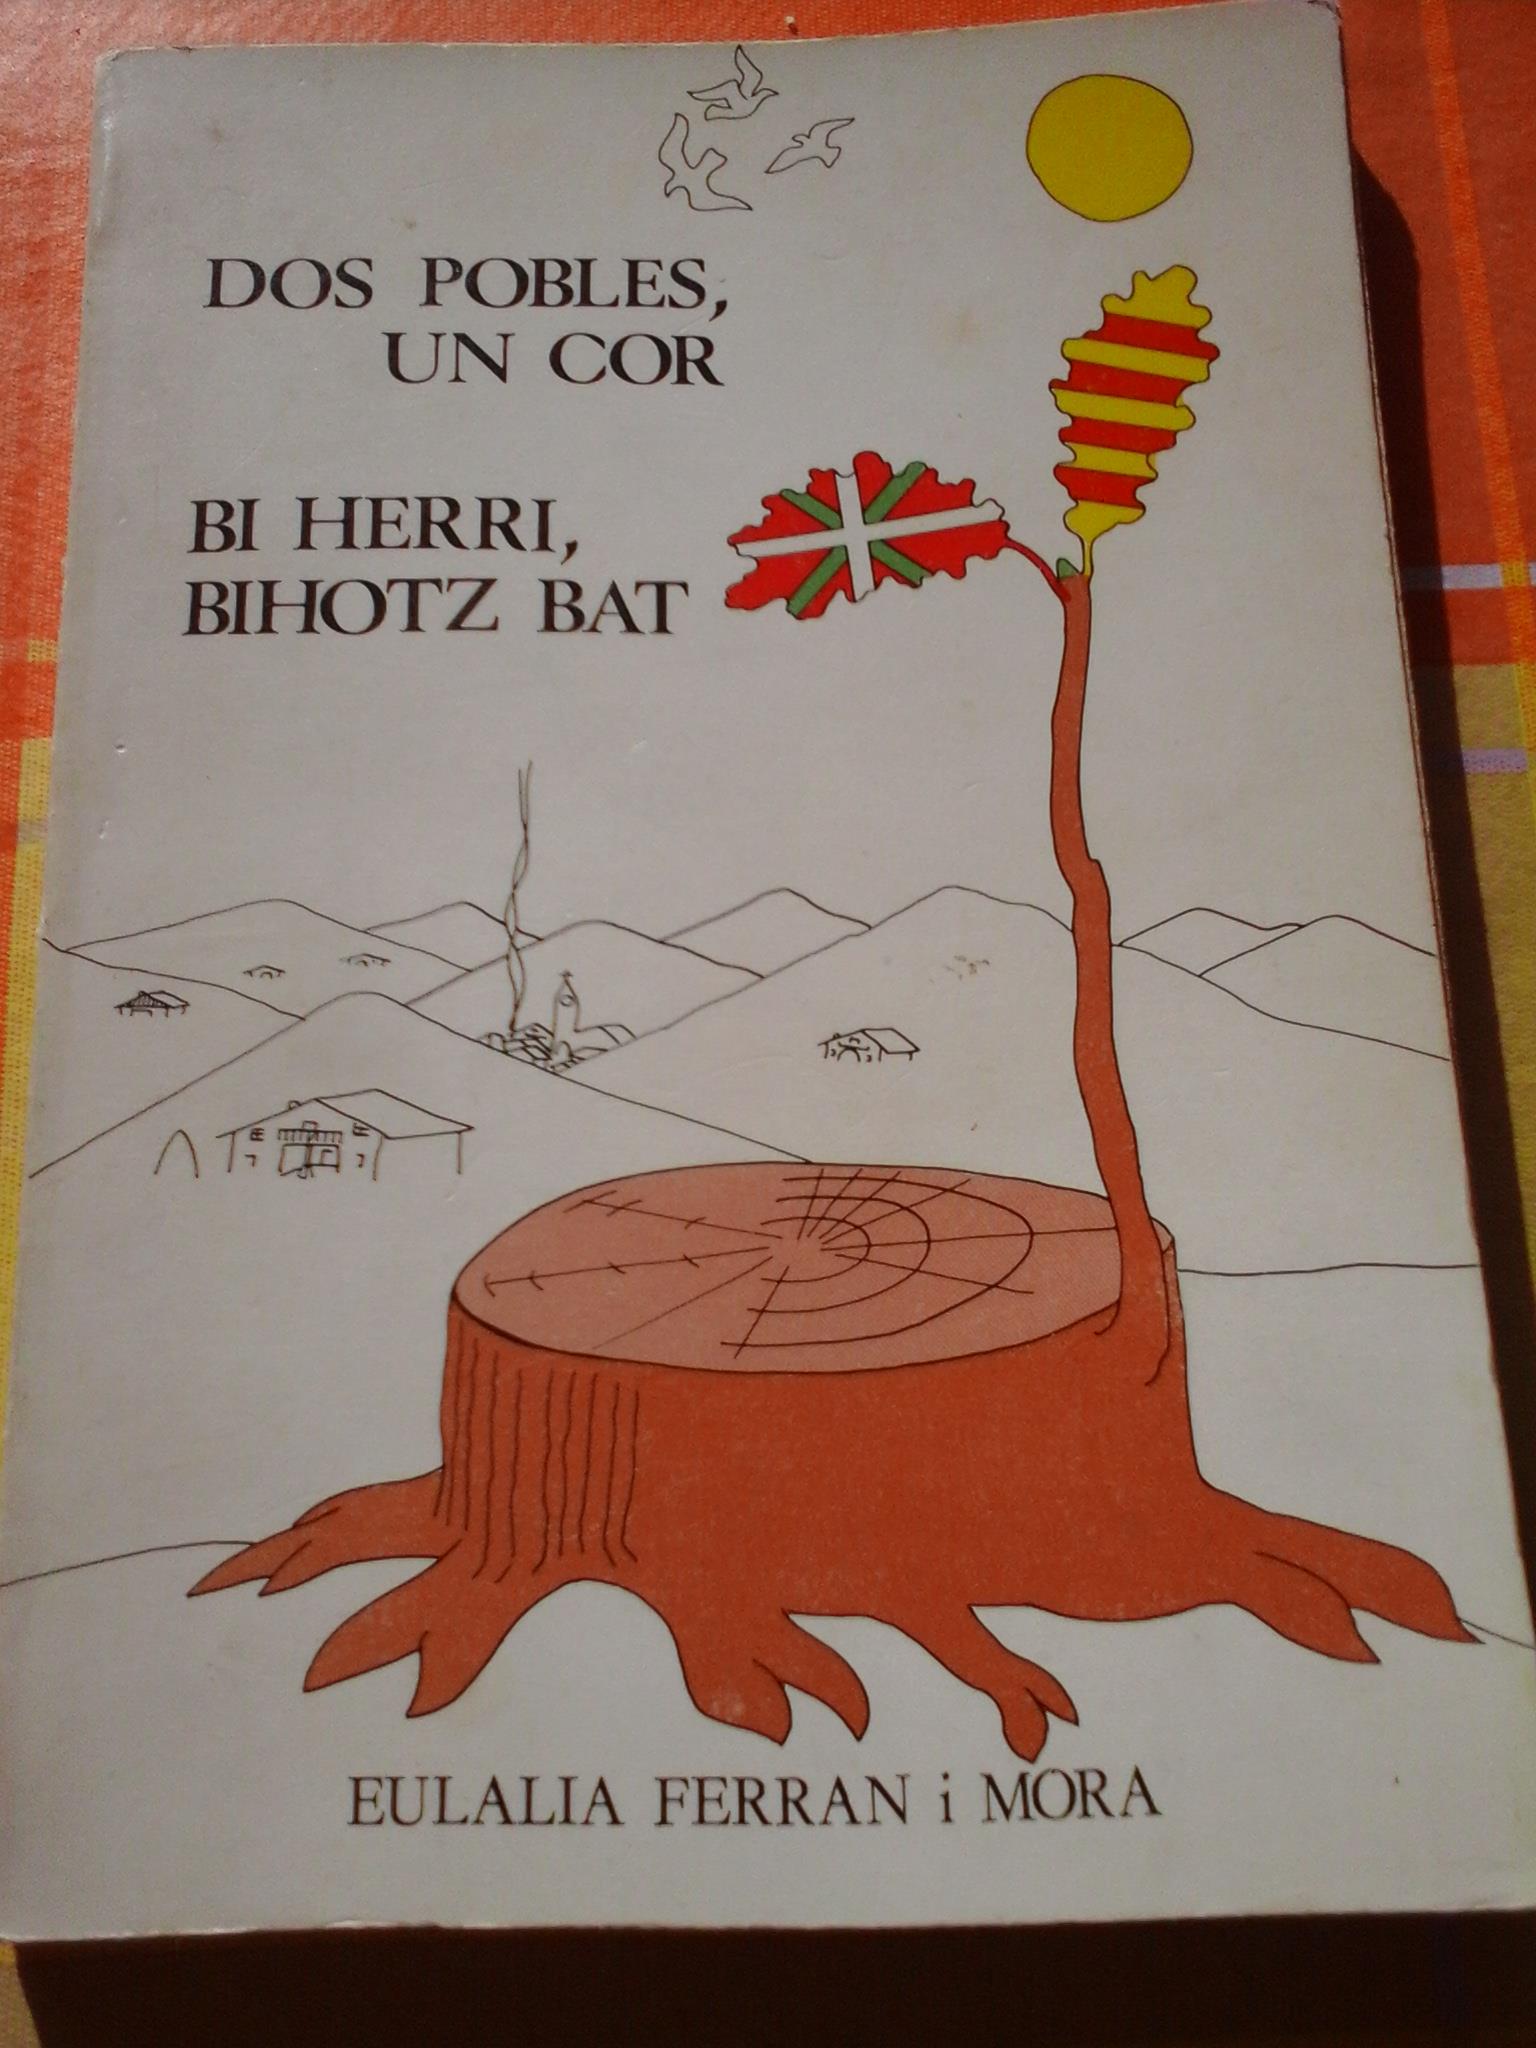 DOS POBLES,
UN COR
BI HERRI,
BIHOTZ BAT
EULALIA FERRAN i MORA